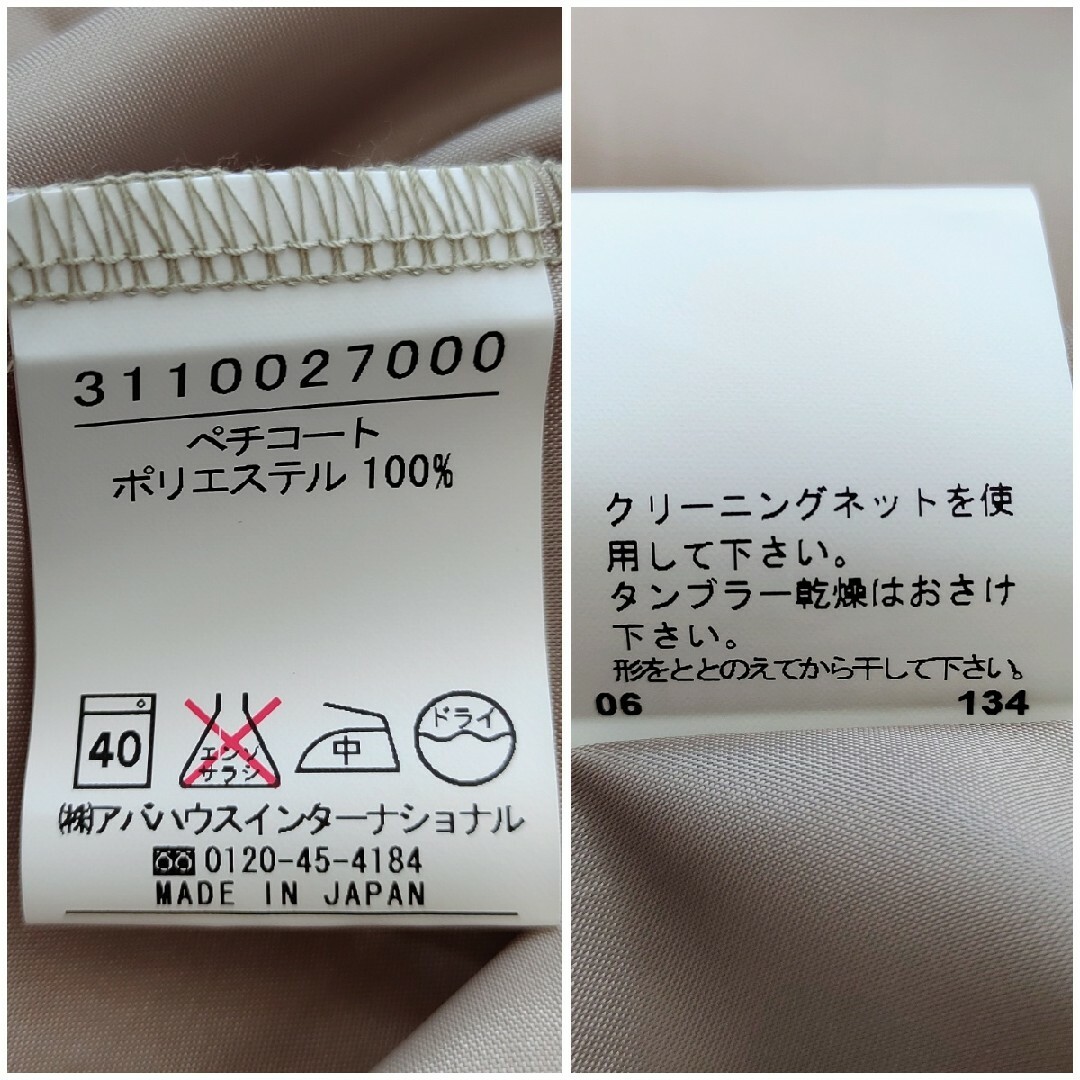 3110027000
ペチコート
ポリエステル 100%
40
エンソ
サラシ
中
ドライ
㈱アバハウスインターナショナル
0120-45-4184
MADE IN JAPAN
クリーニングネットを使
用して下さい。
タンブラー乾燥はおさけ
下さい。
形をととのえてから干して下さい。
06 134